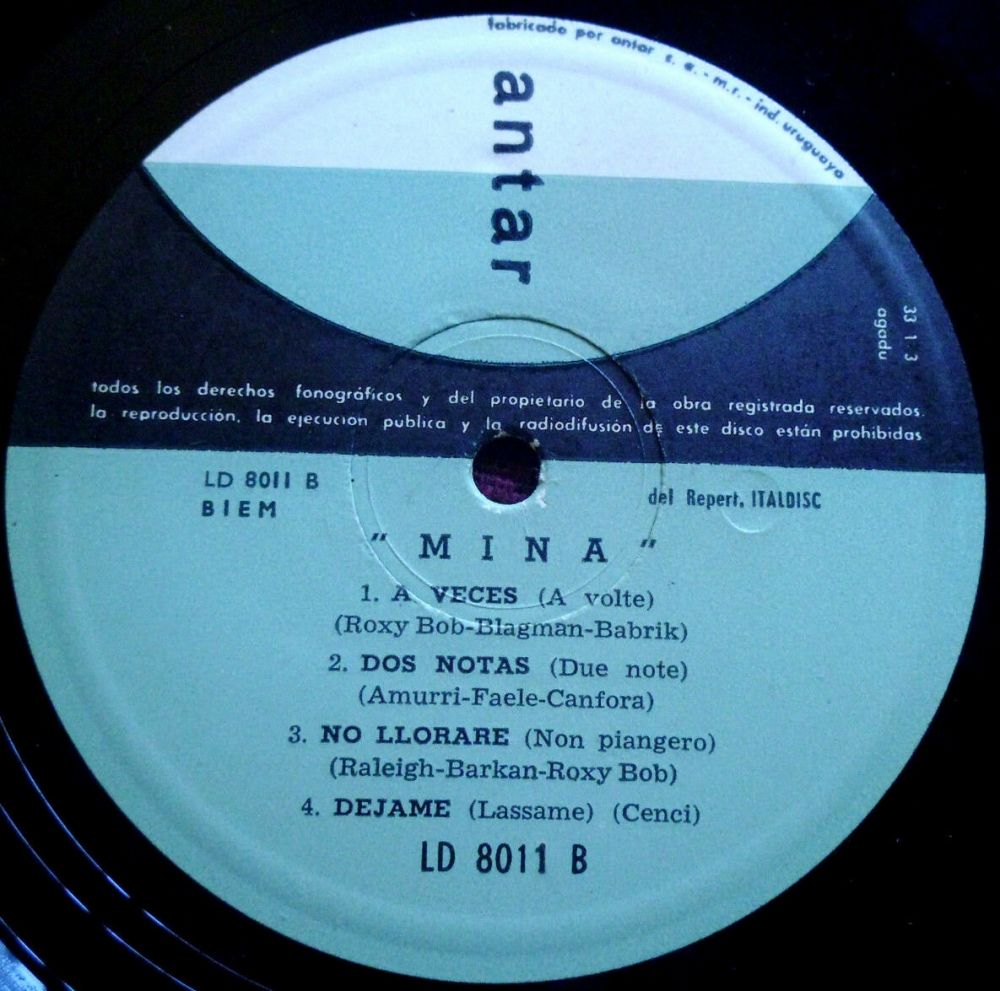 fabricado por antar s. a. - m.r. - ind. uruguaya
antar
33 1 3
agadu
todos los derechos fonográficos y del propietario de la obra registrada reservados.
la reproducción, la ejecucion pública y la radiodifusión de este disco están prohibidas
LD 8011 B
BIEM
del Repert. ITALDISC
" MINA "
1. A VECES (A volte)
(Roxy Bob-Blagman-Babrik)
2. DOS NOTAS (Due note)
(Amurri-Faele-Canfora)
3. NO LLORARE (Non piangero)
(Raleigh-Barkan-Roxy Bob)
4. DEJAME (Lassame) (Cenci)
LD 8011 B